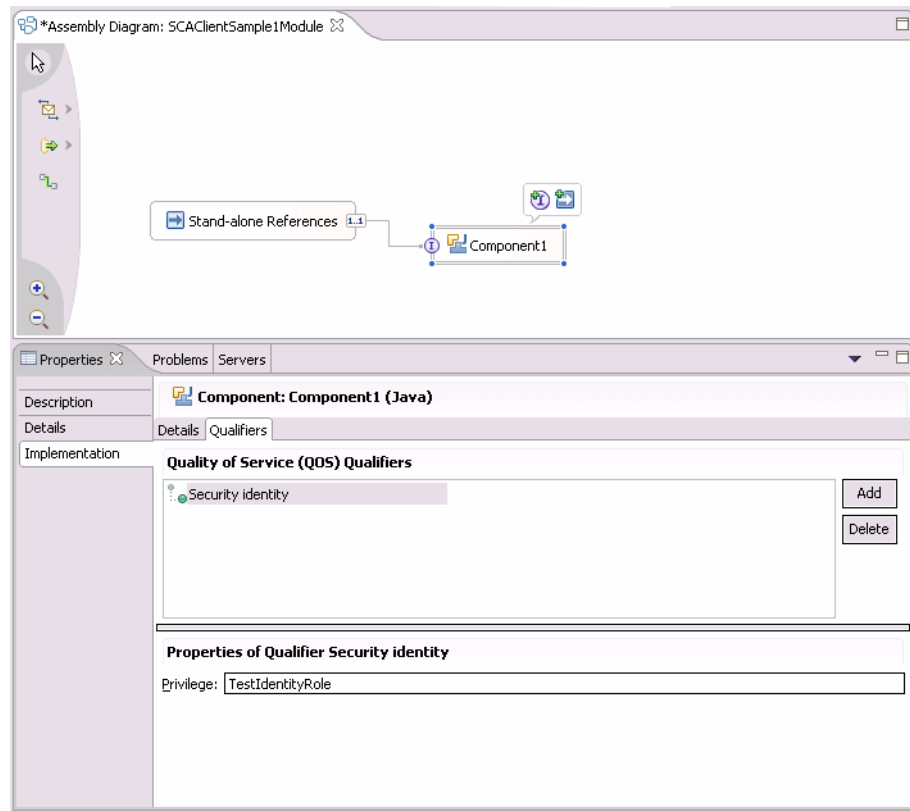 *Assembly Diagram: SCAClientSample1Module
Stand-alone References 1..1
I Component1
Properties Problems Servers
Description
Details
Implementation
Component: Component1 (Java)
Details Qualifiers
Quality of Service (QOS) Qualifiers
Security identity
Add
Delete
Properties of Qualifier Security identity
Privilege: TestIdentityRole